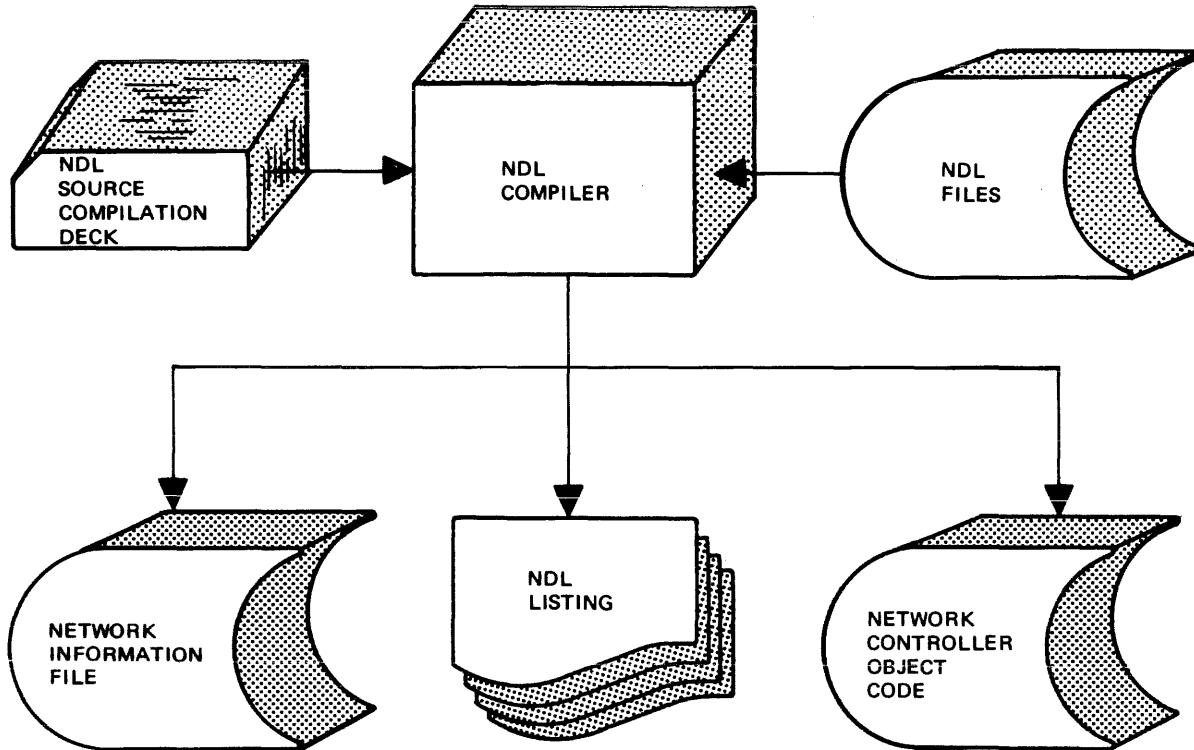 NDL
SOURCE
COMPILATION
DECK
NDL
COMPILER
NDL
FILES
NETWORK
INFORMATION
FILE
NDL
LISTING
NETWORK
CONTROLLER
OBJECT
CODE